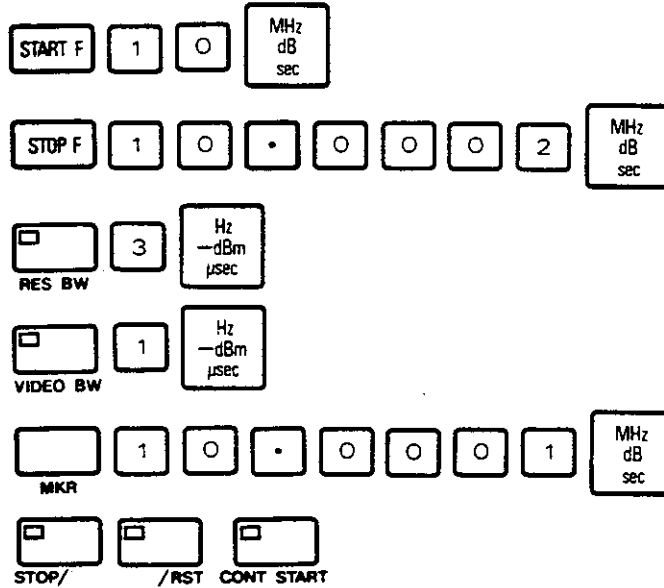 START F 1 0 MHz dB sec
STOP F 1 0 . 0 0 0 2 MHz dB sec
RES BW 3 Hz —dBm μsec
VIDEO BW 1 Hz —dBm μsec
MKR 1 0 . 0 0 0 1 MHz dB sec
STOP/ /RST CONT START